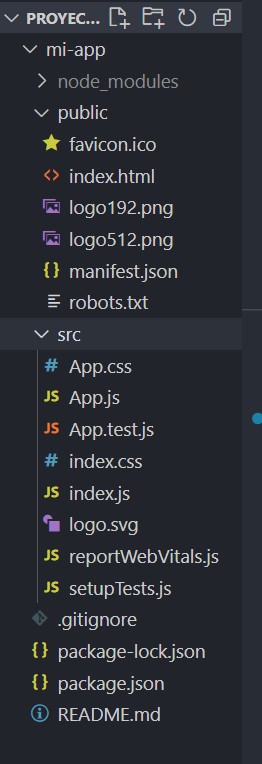 PROYEC...
mi-app
node_modules
public
favicon.ico
index.html
logo192.png
logo512.png
manifest.json
robots.txt
src
App.css
App.js
App.test.js
index.css
index.js
logo.svg
reportWebVitals.js
setupTests.js
.gitignore
package-lock.json
package.json
README.md